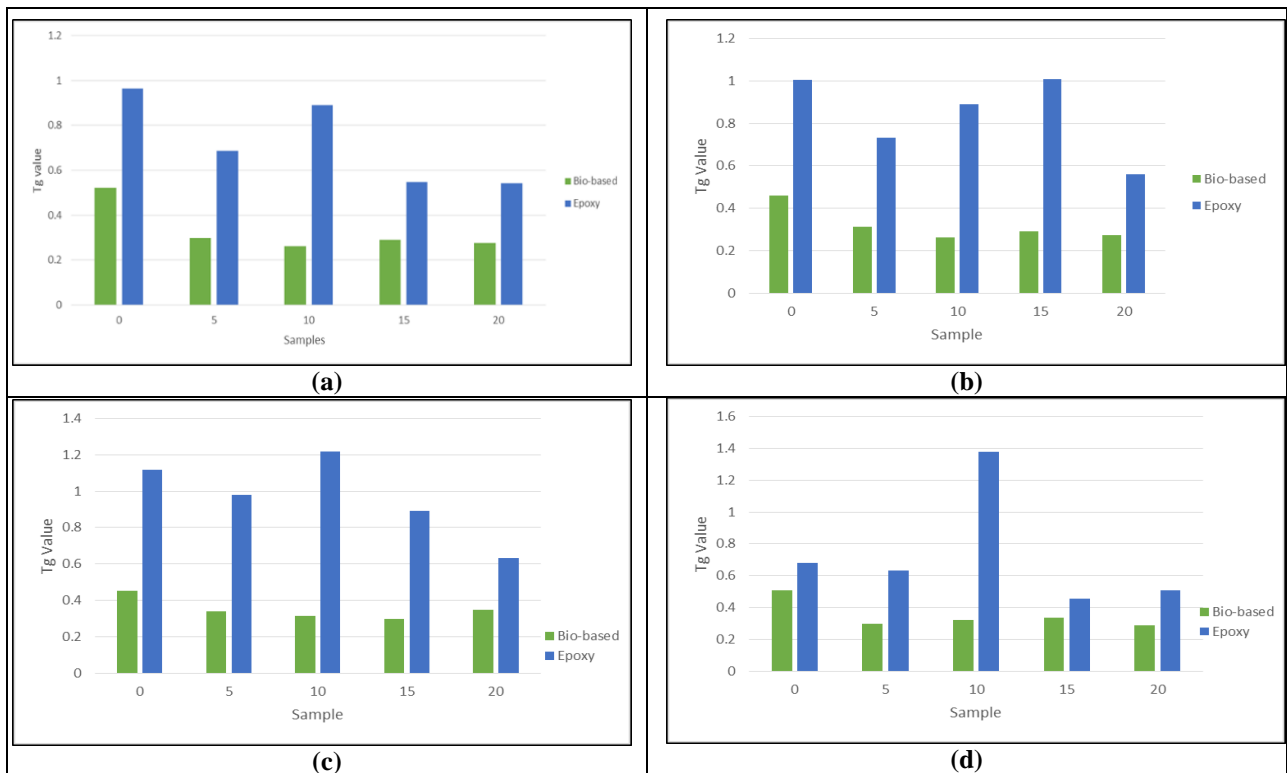 1.2
1
0.8
0.6
0.4
0.2
0
Tg value
0 5 10 15 20
Samples
Bio-based
Epoxy
(a)
1.2
1
0.8
0.6
0.4
0.2
0
Tg Value
0 5 10 15 20
Sample
Bio-based
Epoxy
(b)
1.4
1.2
1
0.8
0.6
0.4
0.2
0
Tg Value
0 5 10 15 20
Sample
Bio-based
Epoxy
(c)
1.6
1.4
1.2
1
0.8
0.6
0.4
0.2
0
Tg Value
0 5 10 15 20
Sample
Bio-based
Epoxy
(d)